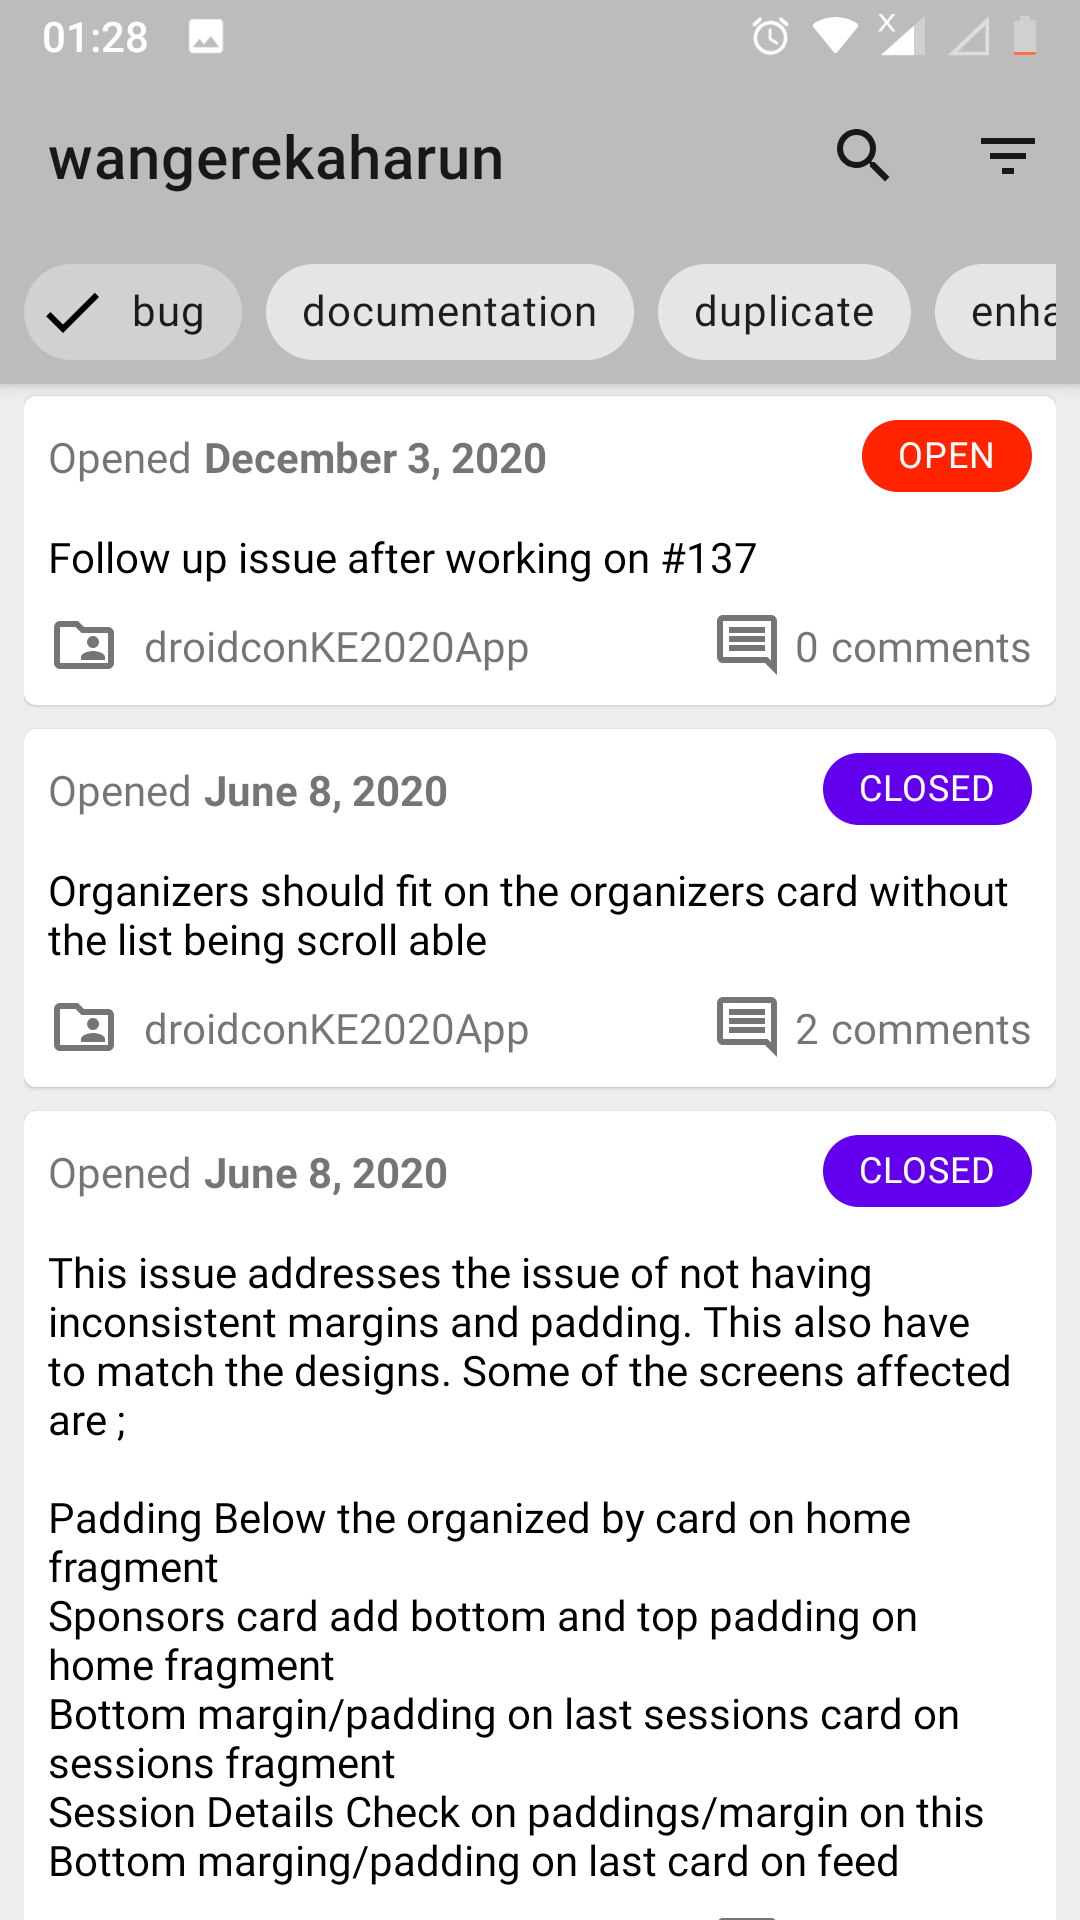 01:28
wangerekaharun
bug
documentation
duplicate
enha
Opened December 3, 2020
OPEN
Follow up issue after working on #137
droidconKE2020App
0 comments
Opened June 8, 2020
CLOSED
Organizers should fit on the organizers card without
the list being scroll able
droidconKE2020App
2 comments
Opened June 8, 2020
CLOSED
This issue addresses the issue of not having
inconsistent margins and padding. This also have
to match the designs. Some of the screens affected
are ;
Padding Below the organized by card on home
fragment
Sponsors card add bottom and top padding on
home fragment
Bottom margin/padding on last sessions card on
sessions fragment
Session Details Check on paddings/margin on this
Bottom marging/padding on last card on feed